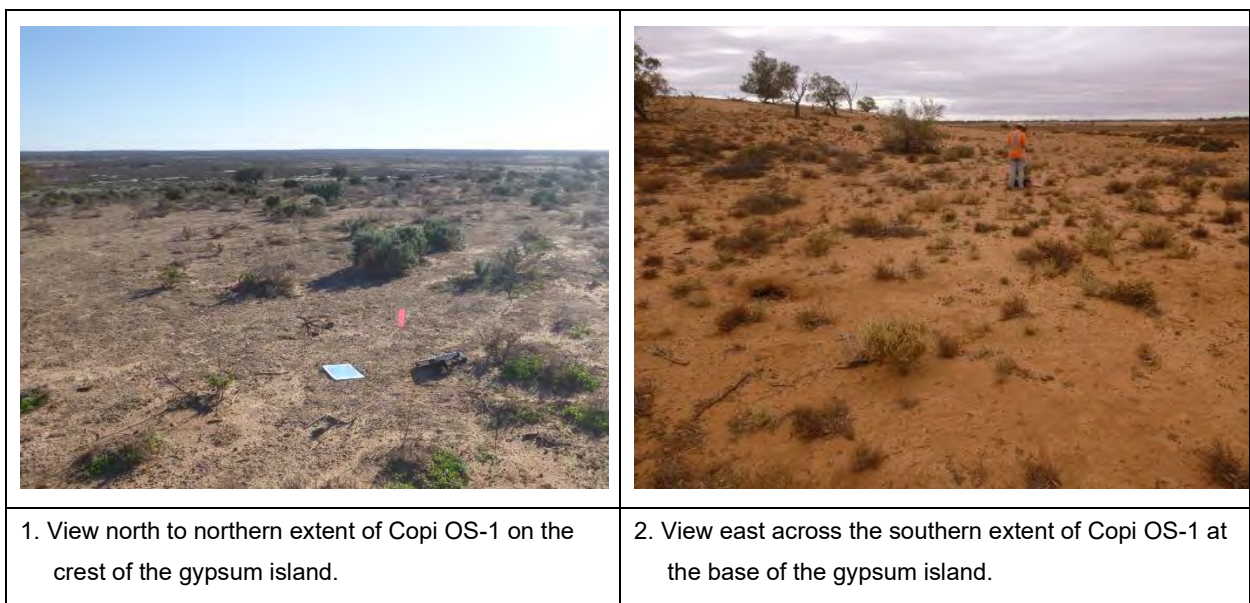 1. View north to northern extent of Copi OS-1 on the
crest of the gypsum island.
2. View east across the southern extent of Copi OS-1 at
the base of the gypsum island.